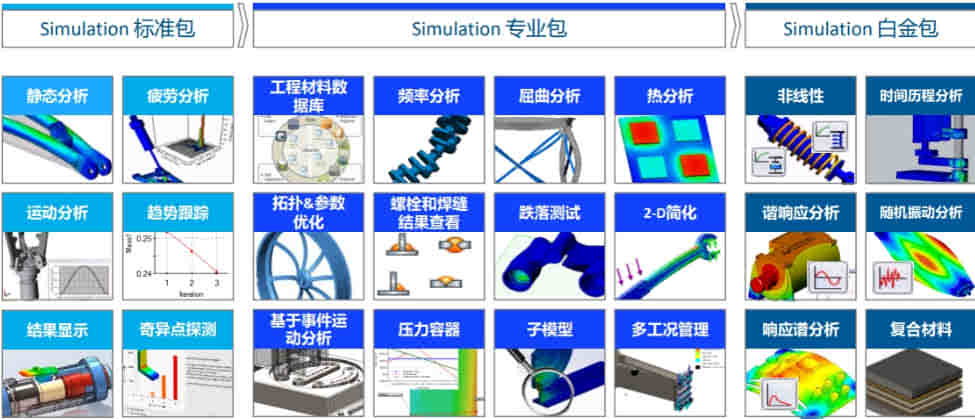 Simulation 标准包
Simulation 专业包
Simulation 白金包
静态分析
疲劳分析
工程材料数
据库
频率分析
屈曲分析
热分析
非线性
时间历程分析
运动分析
趋势跟踪
拓扑&参数
优化
螺栓和焊缝
结果查看
跌落测试
2-D简化
谐响应分析
随机振动分析
0.25
0.24
1 2 3
Iteration
结果显示
奇异点探测
基于事件运
动分析
压力容器
子模型
多工况管理
响应谱分析
复合材料